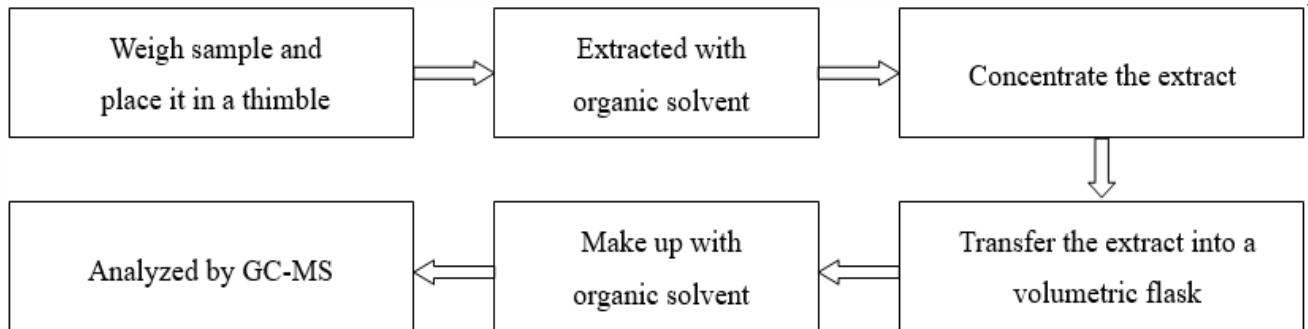 Weigh sample and
place it in a thimble
Extracted with
organic solvent
Concentrate the extract
Transfer the extract into a
volumetric flask
Make up with
organic solvent
Analyzed by GC-MS